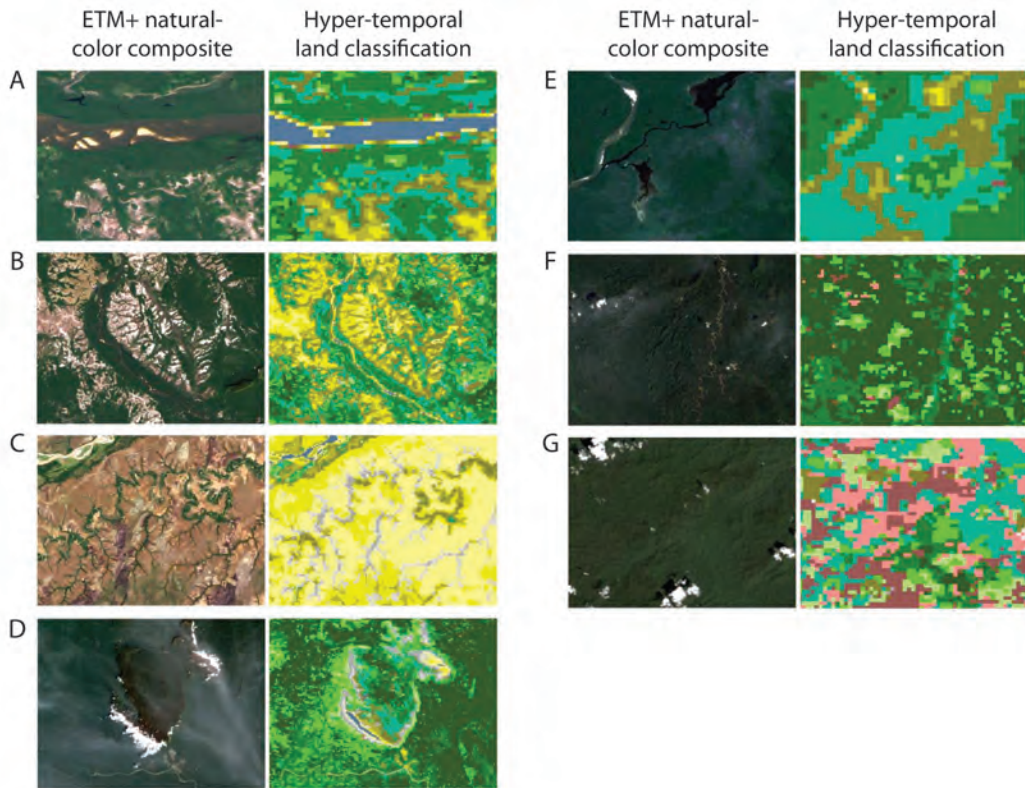 ETM+ natural-
color composite
Hyper-temporal
land classification
ETM+ natural-
color composite
Hyper-temporal
land classification
A
B
C
D
E
F
G